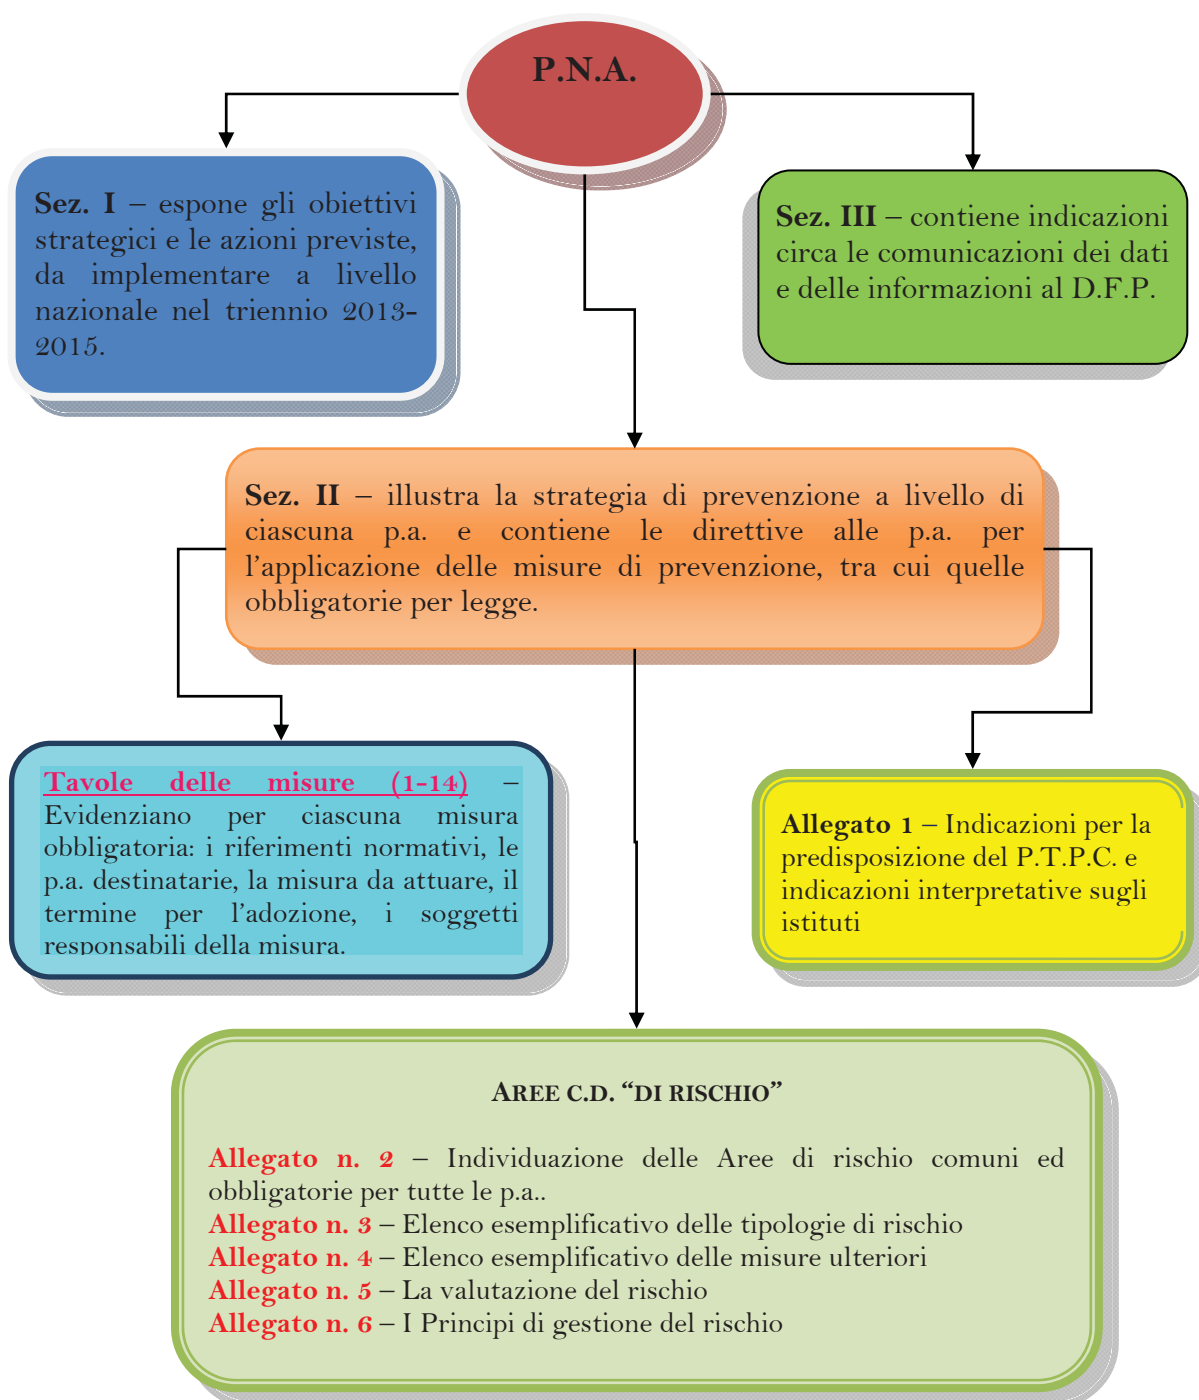 P.N.A.
Sez. I – espone gli obiettivi
strategici e le azioni previste,
da implementare a livello
nazionale nel triennio 2013-
2015.
Sez. III – contiene indicazioni
circa le comunicazioni dei dati
e delle informazioni al D.F.P.
Sez. II – illustra la strategia di prevenzione a livello di
ciascuna p.a. e contiene le direttive alle p.a. per
l’applicazione delle misure di prevenzione, tra cui quelle
obbligatorie per legge.
Tavole delle misure (1-14) –
Evidenziano per ciascuna misura
obbligatoria: i riferimenti normativi, le
p.a. destinatarie, la misura da attuare, il
termine per l’adozione, i soggetti
responsabili della misura.
Allegato 1 – Indicazioni per la
predisposizione del P.T.P.C. e
indicazioni interpretative sugli
istituti
AREE C.D. “DI RISCHIO”
Allegato n. 2 – Individuazione delle Aree di rischio comuni ed
obbligatorie per tutte le p.a..
Allegato n. 3 – Elenco esemplificativo delle tipologie di rischio
Allegato n. 4 – Elenco esemplificativo delle misure ulteriori
Allegato n. 5 – La valutazione del rischio
Allegato n. 6 – I Principi di gestione del rischio